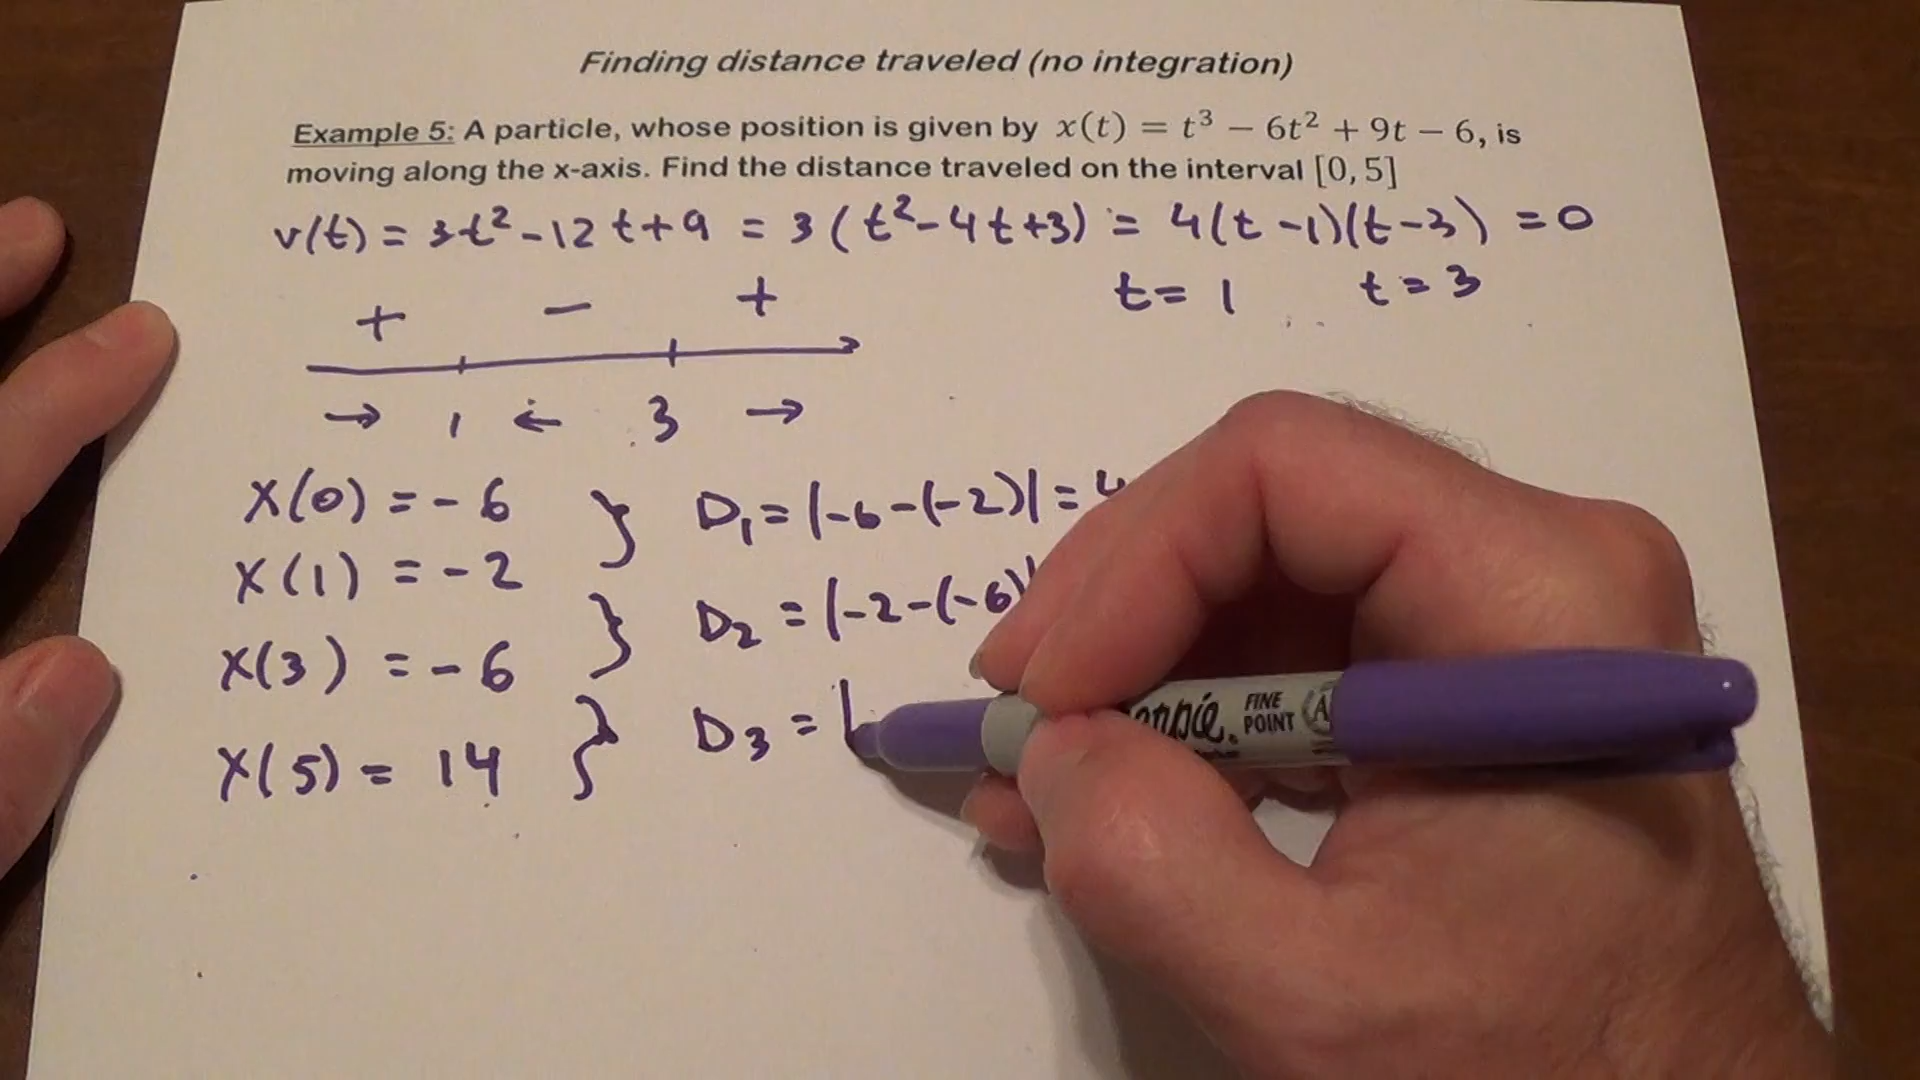 Finding distance traveled (no integration)
Example 5: A particle, whose position is given by x(t) = t³ − 6t² + 9t − 6, is
moving along the x-axis. Find the distance traveled on the interval [0, 5]
v(t) = 3t² - 12t + 9 = 3(t² - 4t + 3) = 4(t - 1)(t - 3) = 0
t = 1 t = 3
+ − +
→ 1 ← 3 →
x(0) = -6 } D₁ = |-6-(-2)| = 4
x(1) = -2
} D₂ = |-2-(-6)|
x(3) = -6
} D₃ = |
x(5) = 14
FINE
POINT